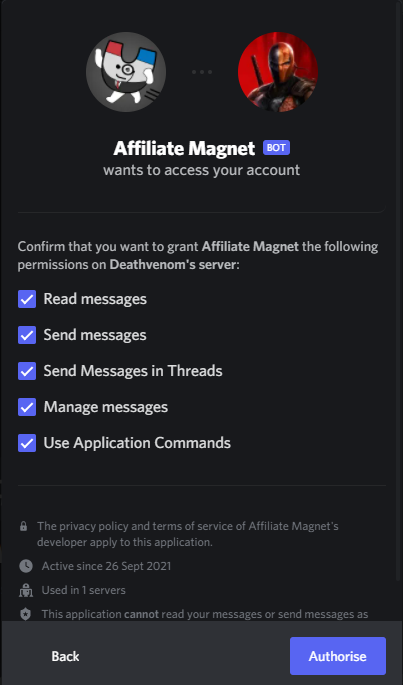 Affiliate Magnet BOT
wants to access your account
Confirm that you want to grant Affiliate Magnet the following
permissions on Deathvenom's server:
Read messages
Send messages
Send Messages in Threads
Manage messages
Use Application Commands
The privacy policy and terms of service of Affiliate Magnet's
developer apply to this application.
Active since 26 Sept 2021
Used in 1 servers
This application cannot read your messages or send messages as
Back
Authorise